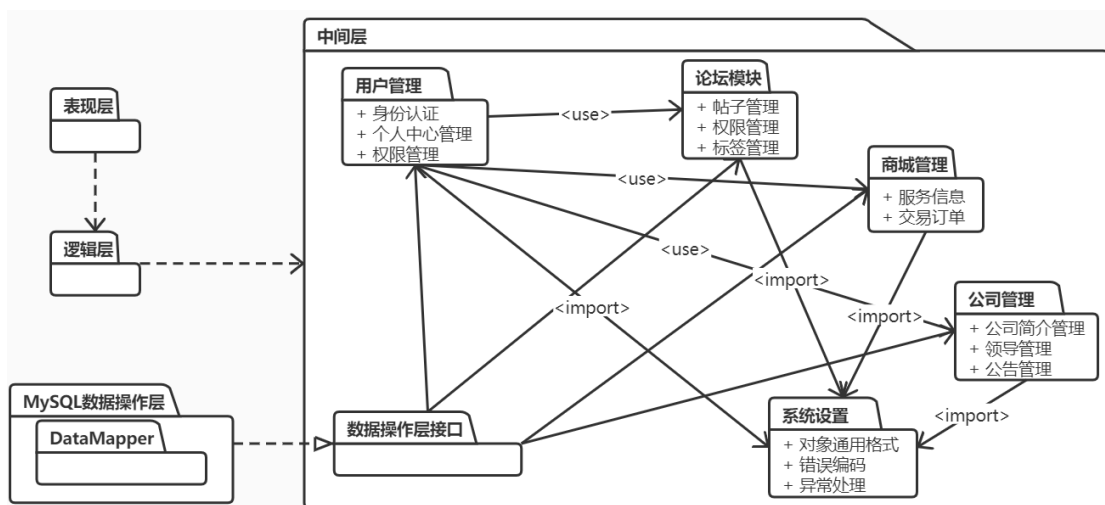 中间层
用户管理
+ 身份认证
+ 个人中心管理
+ 权限管理
论坛模块
+ 帖子管理
+ 权限管理
+ 标签管理
<use>
表现层
商城管理
+ 服务信息
+ 交易订单
<use>
逻辑层
<use>
<import>
<import>
<import>
公司管理
+ 公司简介管理
+ 领导管理
+ 公告管理
MySQL数据操作层
DataMapper
数据操作层接口
系统设置
+ 对象通用格式
+ 错误编码
+ 异常处理
<import>